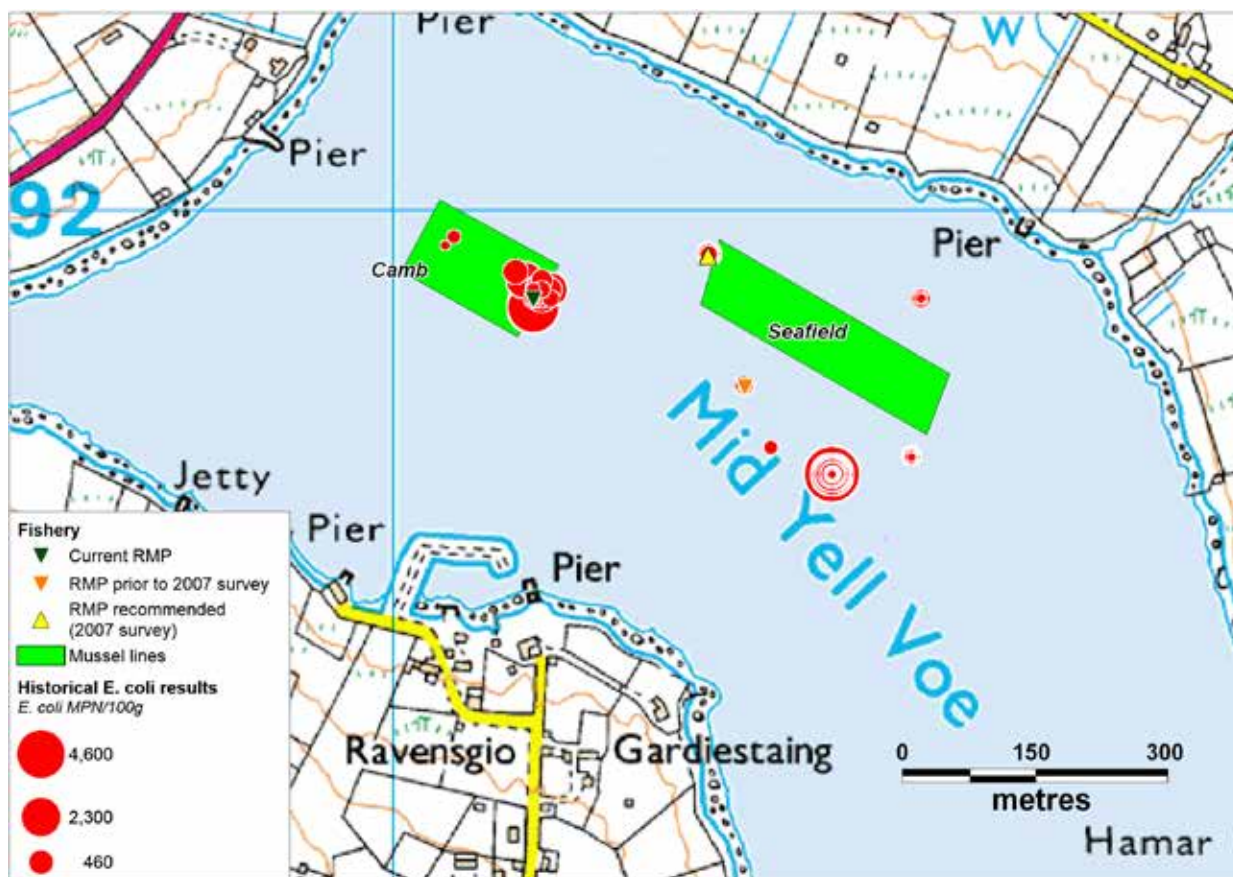 Pier
W
Pier
92
Pier
Camb
Seafield
Mid Yell Voe
Jetty
Pier
Pier
Ravensgio
Gardiestaing
Hamar
0 150 300
metres
Fishery
Current RMP
RMP prior to 2007 survey
RMP recommended
(2007 survey)
Mussel lines
Historical E. coli results
E. coli MPN/100g
4,600
2,300
460